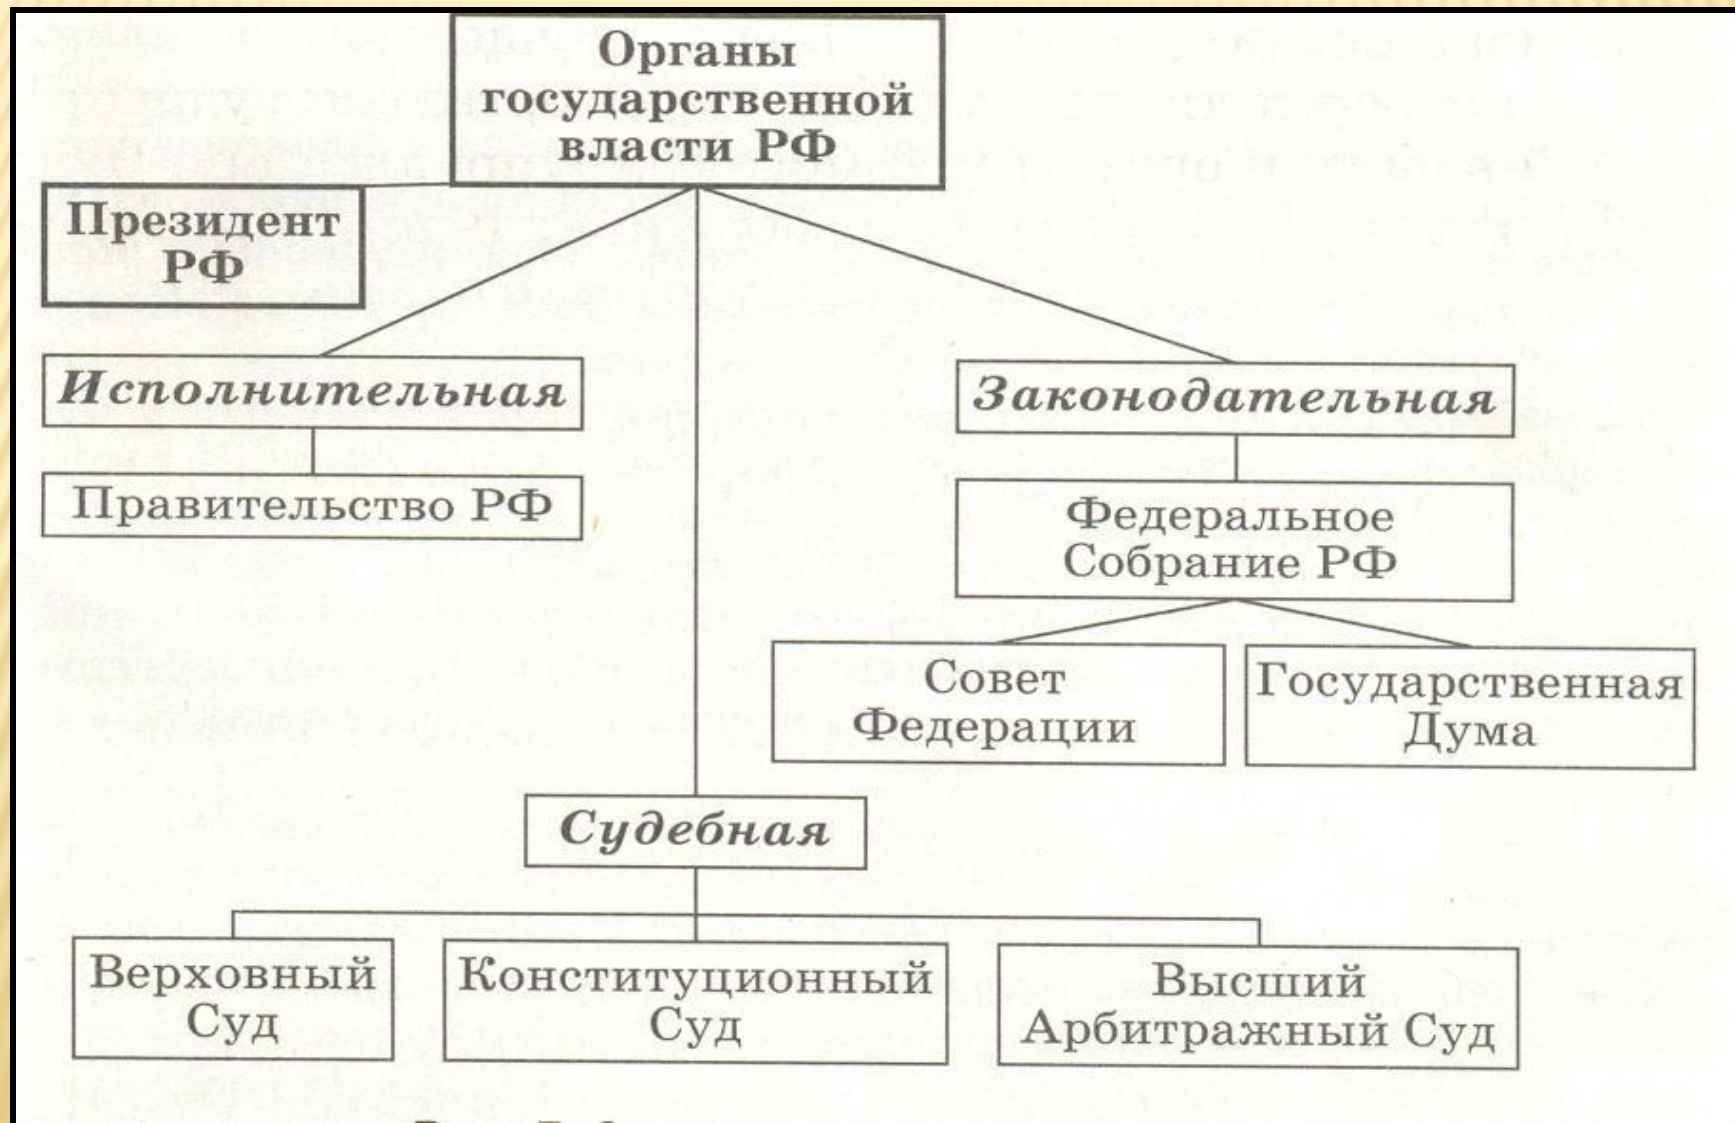 Органы
государственной
власти РФ
Президент
РФ
Исполнительная
Законодательная
Правительство РФ
Федеральное
Собрание РФ
Совет
Федерации
Государственная
Дума
Судебная
Верховный
Суд
Конституционный
Суд
Высший
Арбитражный Суд